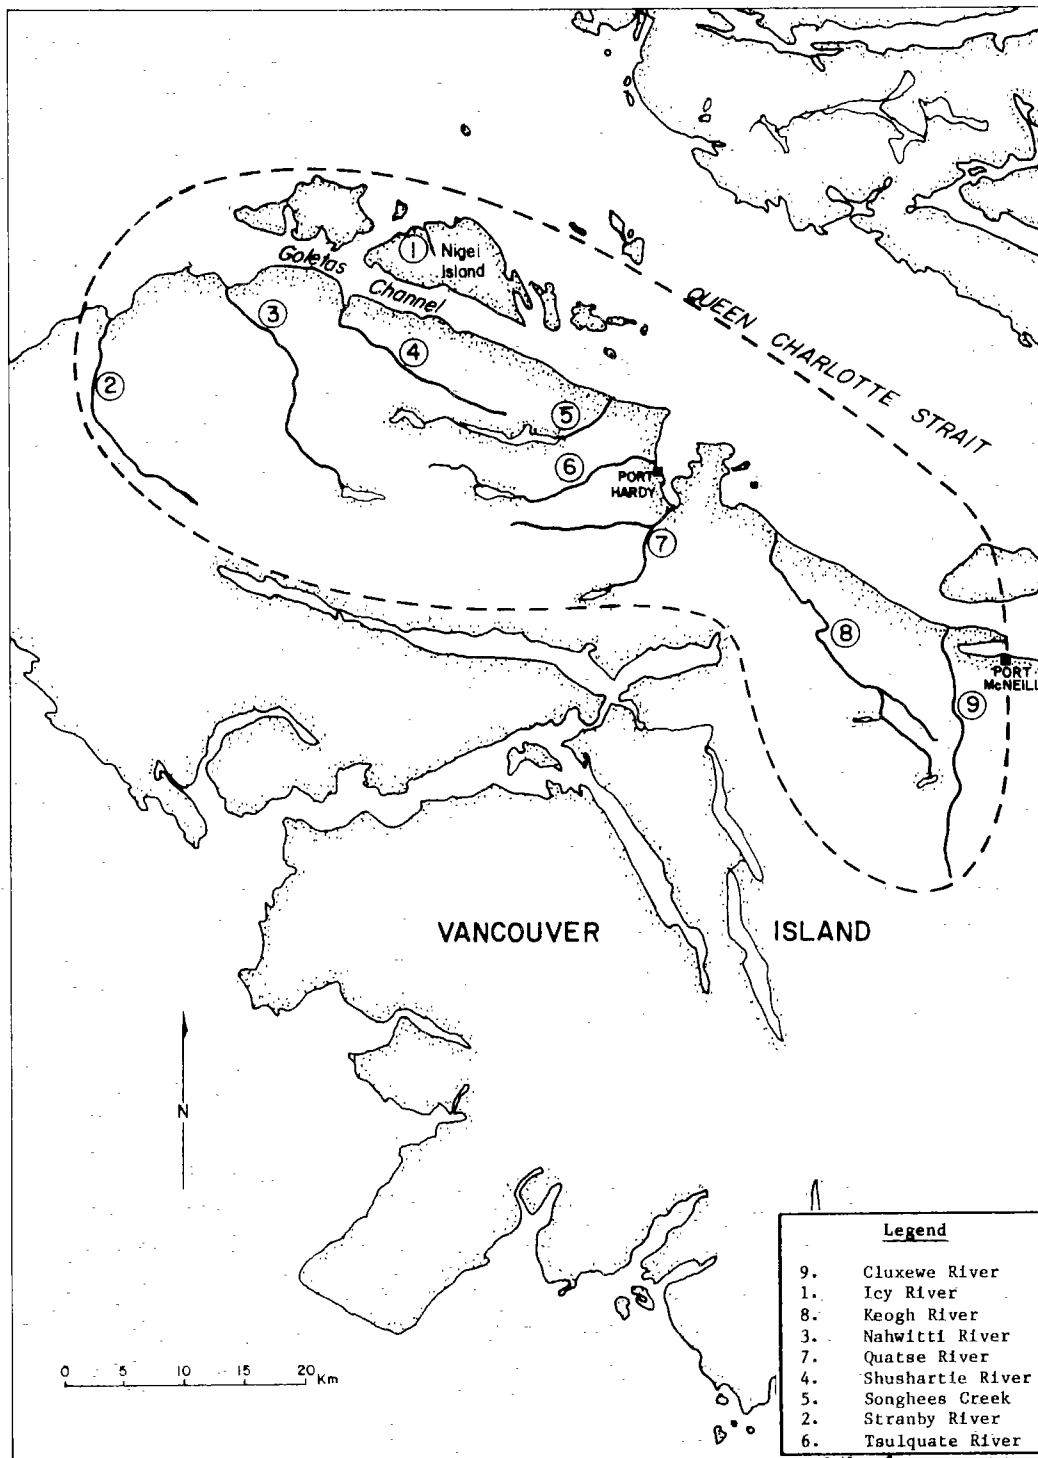 1
Nigei
Island
Goletas
Channel
3
4
2
5
6
QUEEN CHARLOTTE STRAIT
PORT
HARDY
7
8
PORT
McNEILL
9
VANCOUVER ISLAND
N
0 5 10 15 20 Km
Legend
9. Cluxewe River
1. Icy River
8. Keogh River
3. Nahwitti River
7. Quatse River
4. Shushartie River
5. Songhees Creek
2. Stranby River
6. Tsulquate River